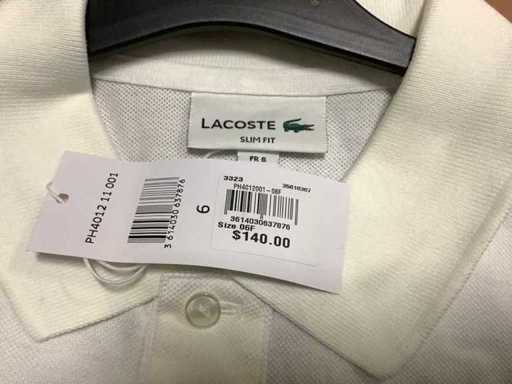 LACOSTE
SLIM FIT
FR 6
PH4012 11 001
3 614030 637876
6
3323
PH4012001-06F
3614030637876
Size 06F
$140.00